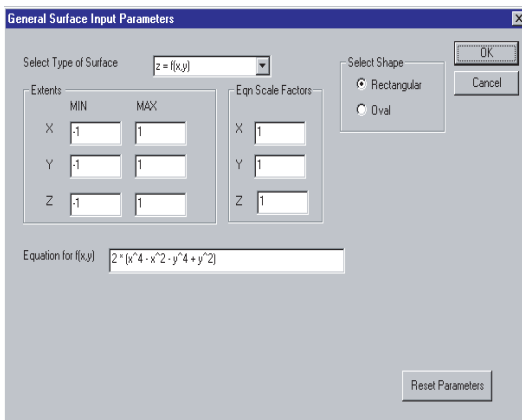 General Surface Input Parameters
Select Type of Surface z = f(x,y)
Select Shape
Rectangular
Oval
OK
Cancel
Extents
MIN MAX
X -1 1
Y -1 1
Z -1 1
Eqn Scale Factors
X 1
Y 1
Z 1
Equation for f(x,y) 2 * (x^4 - x^2 - y^4 + y^2)
Reset Parameters